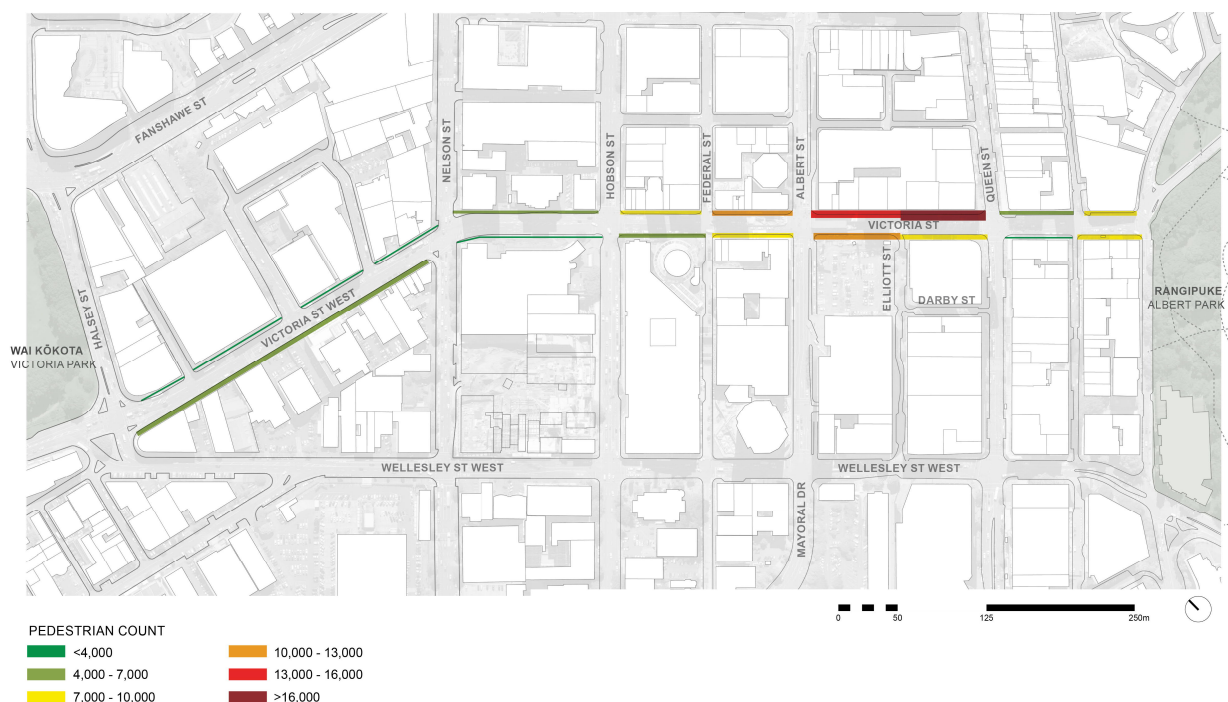 FANSHAWE ST
NELSON ST
HOBSON ST
FEDERAL ST
ALBERT ST
QUEEN ST
VICTORIA ST
ELLIOTT ST
DARBY ST
RANGIPUKE
ALBERT PARK
HALSEY ST
VICTORIA ST WEST
WAI KŌKOTA
VICTORIA PARK
WELLESLEY ST WEST
WELLESLEY ST WEST
MAYORAL DR
0 50 125 250m
PEDESTRIAN COUNT
<4,000
4,000 - 7,000
7,000 - 10,000
10,000 - 13,000
13,000 - 16,000
>16,000